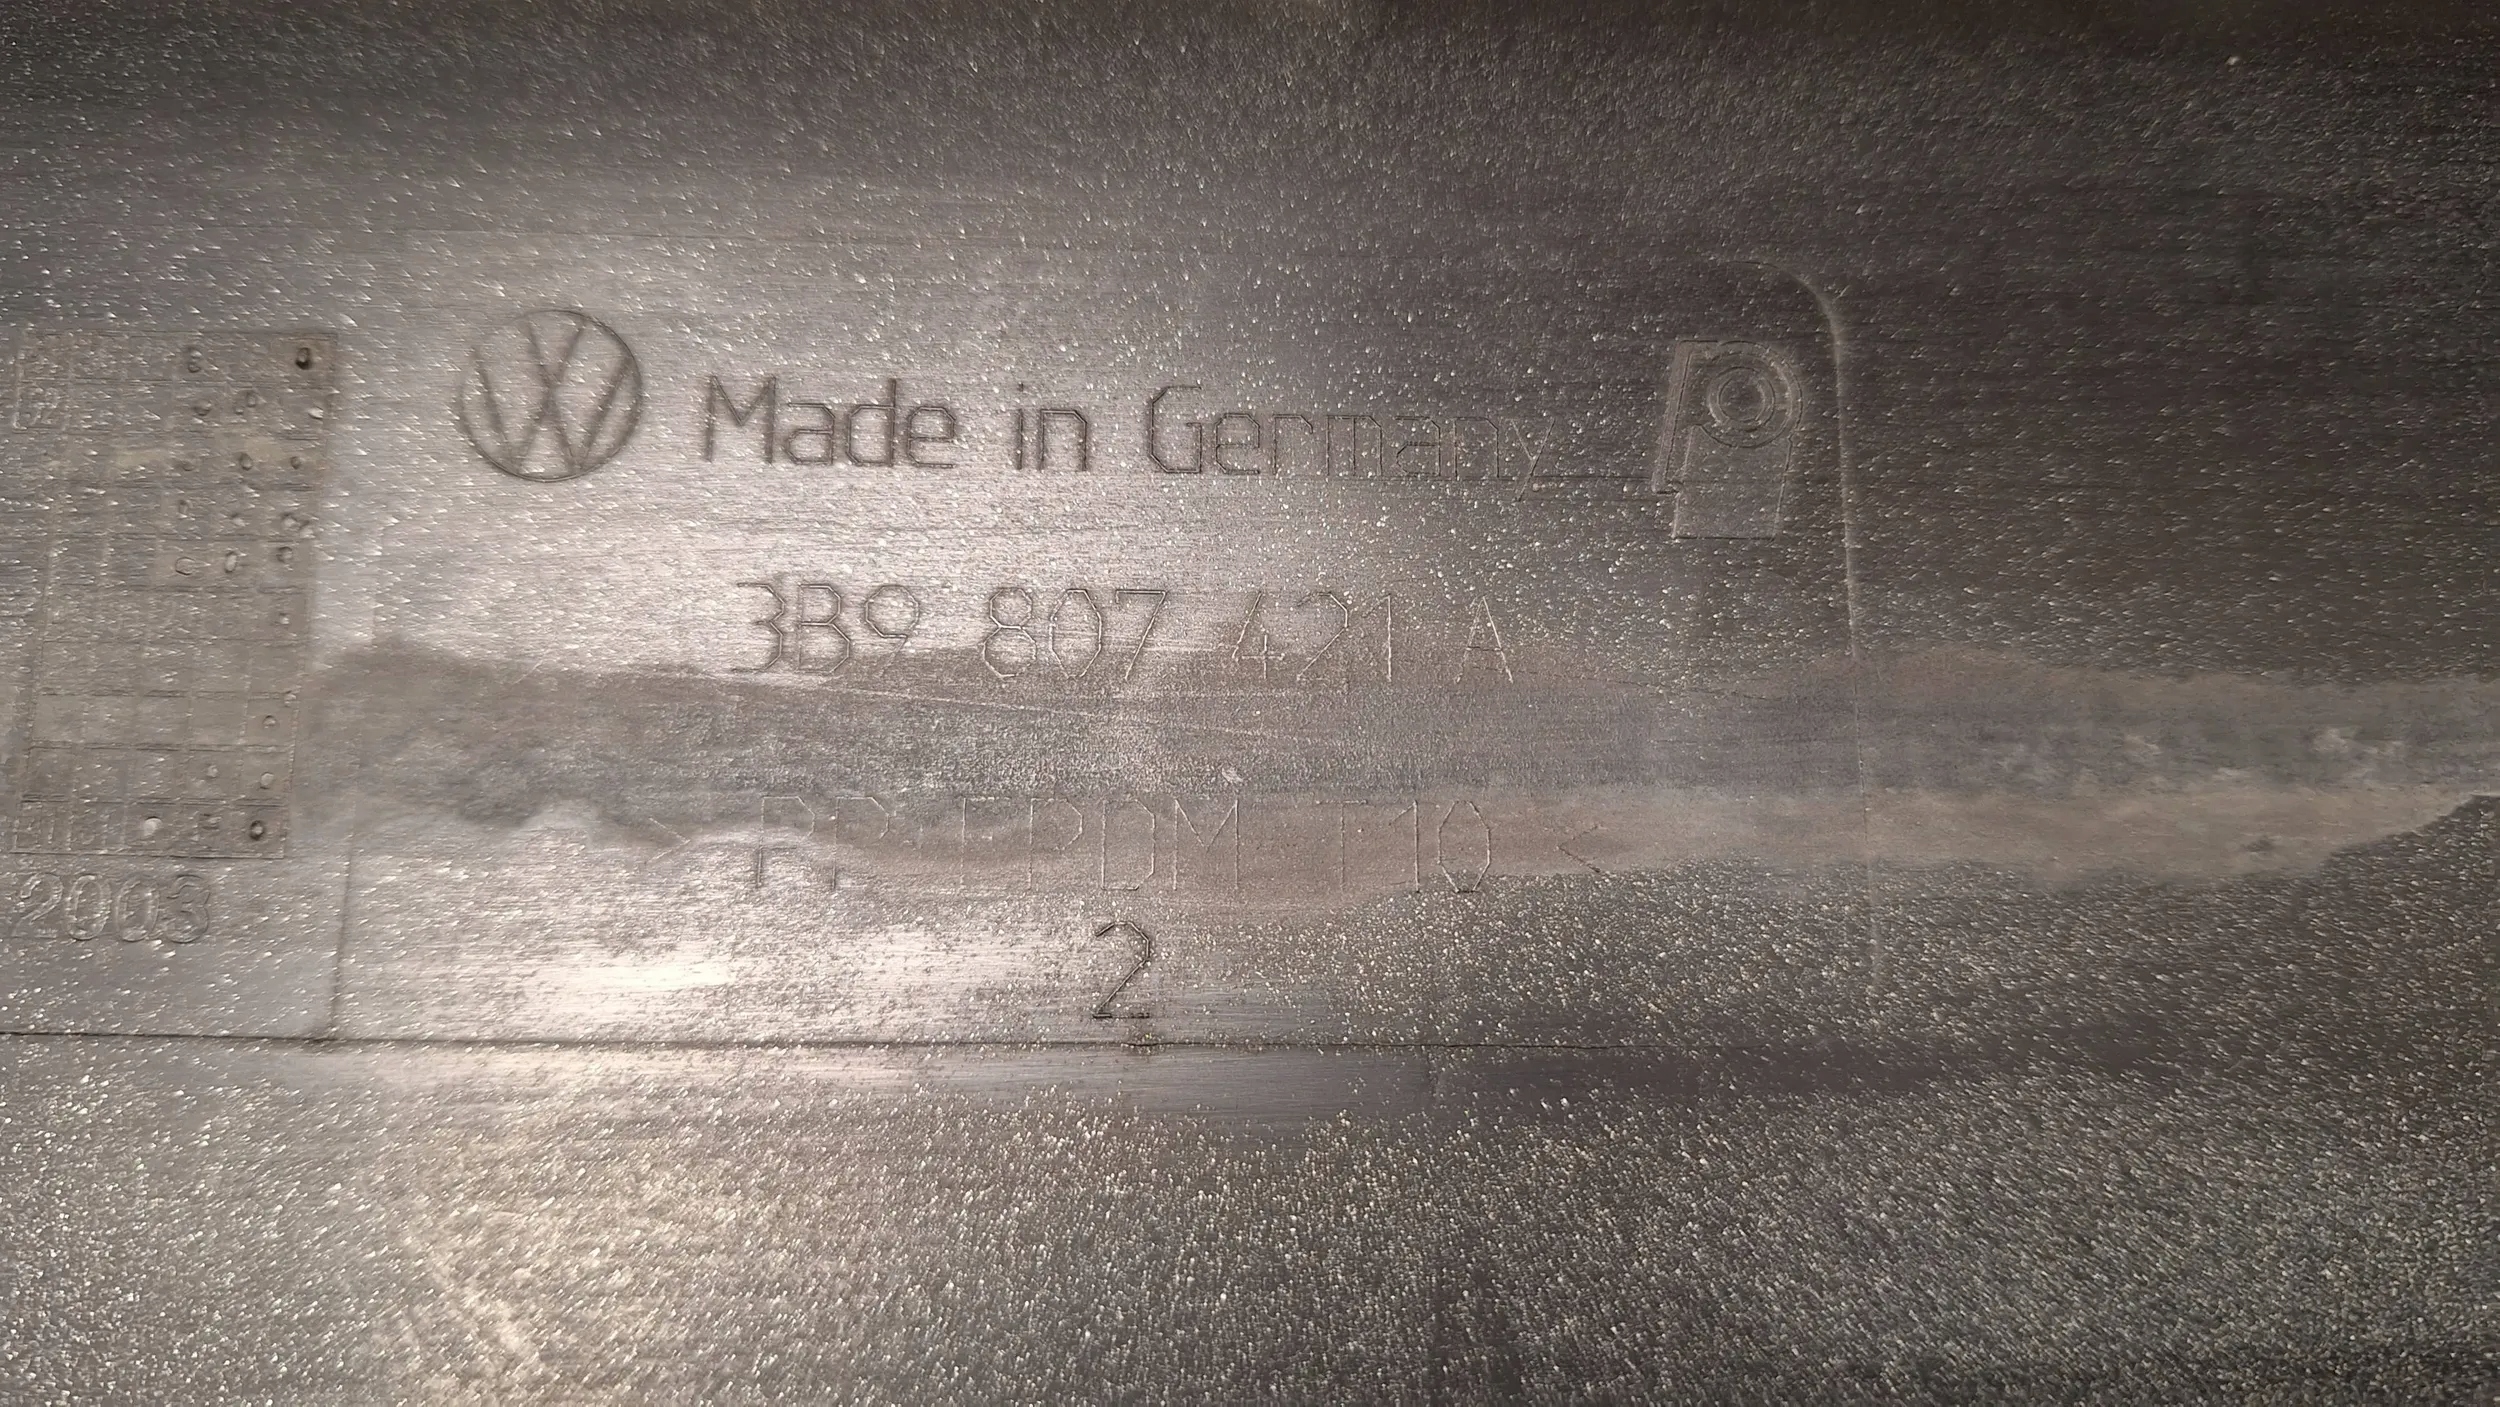 Made in Germany
3B9 807 421 A
> PP+EPDM T10 <
2
2003